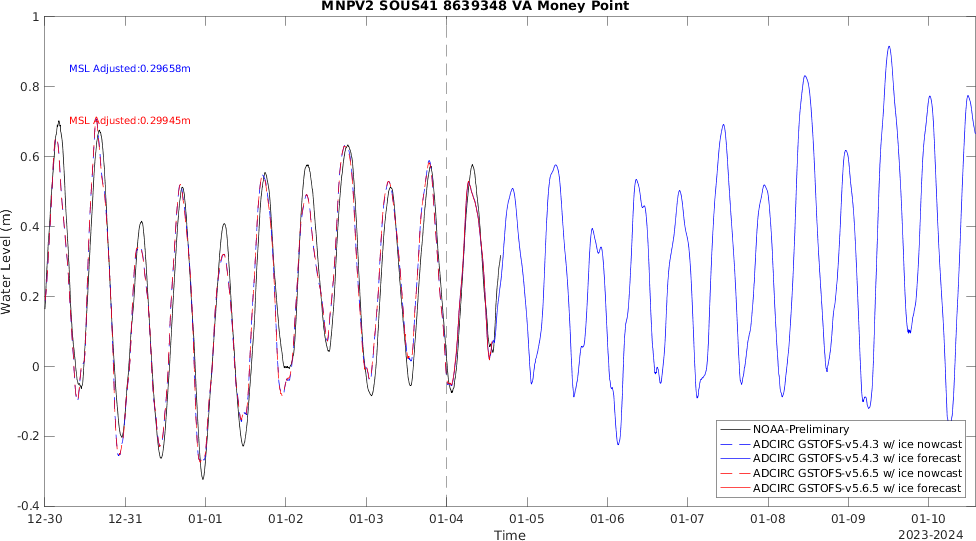 MNPV2 SOUS41 8639348 VA Money Point
1
MSL Adjusted:0.29658m
0.8
MSL Adjusted:0.29945m
0.6
0.4
0.2
0
-0.2
-0.4
Water Level (m)
NOAA-Preliminary
ADCIRC GSTOFS-v5.4.3 w/ ice nowcast
ADCIRC GSTOFS-v5.4.3 w/ ice forecast
ADCIRC GSTOFS-v5.6.5 w/ ice nowcast
ADCIRC GSTOFS-v5.6.5 w/ ice forecast
12-30 12-31 01-01 01-02 01-03 01-04 01-05 01-06 01-07 01-08 01-09 01-10
2023-2024
Time